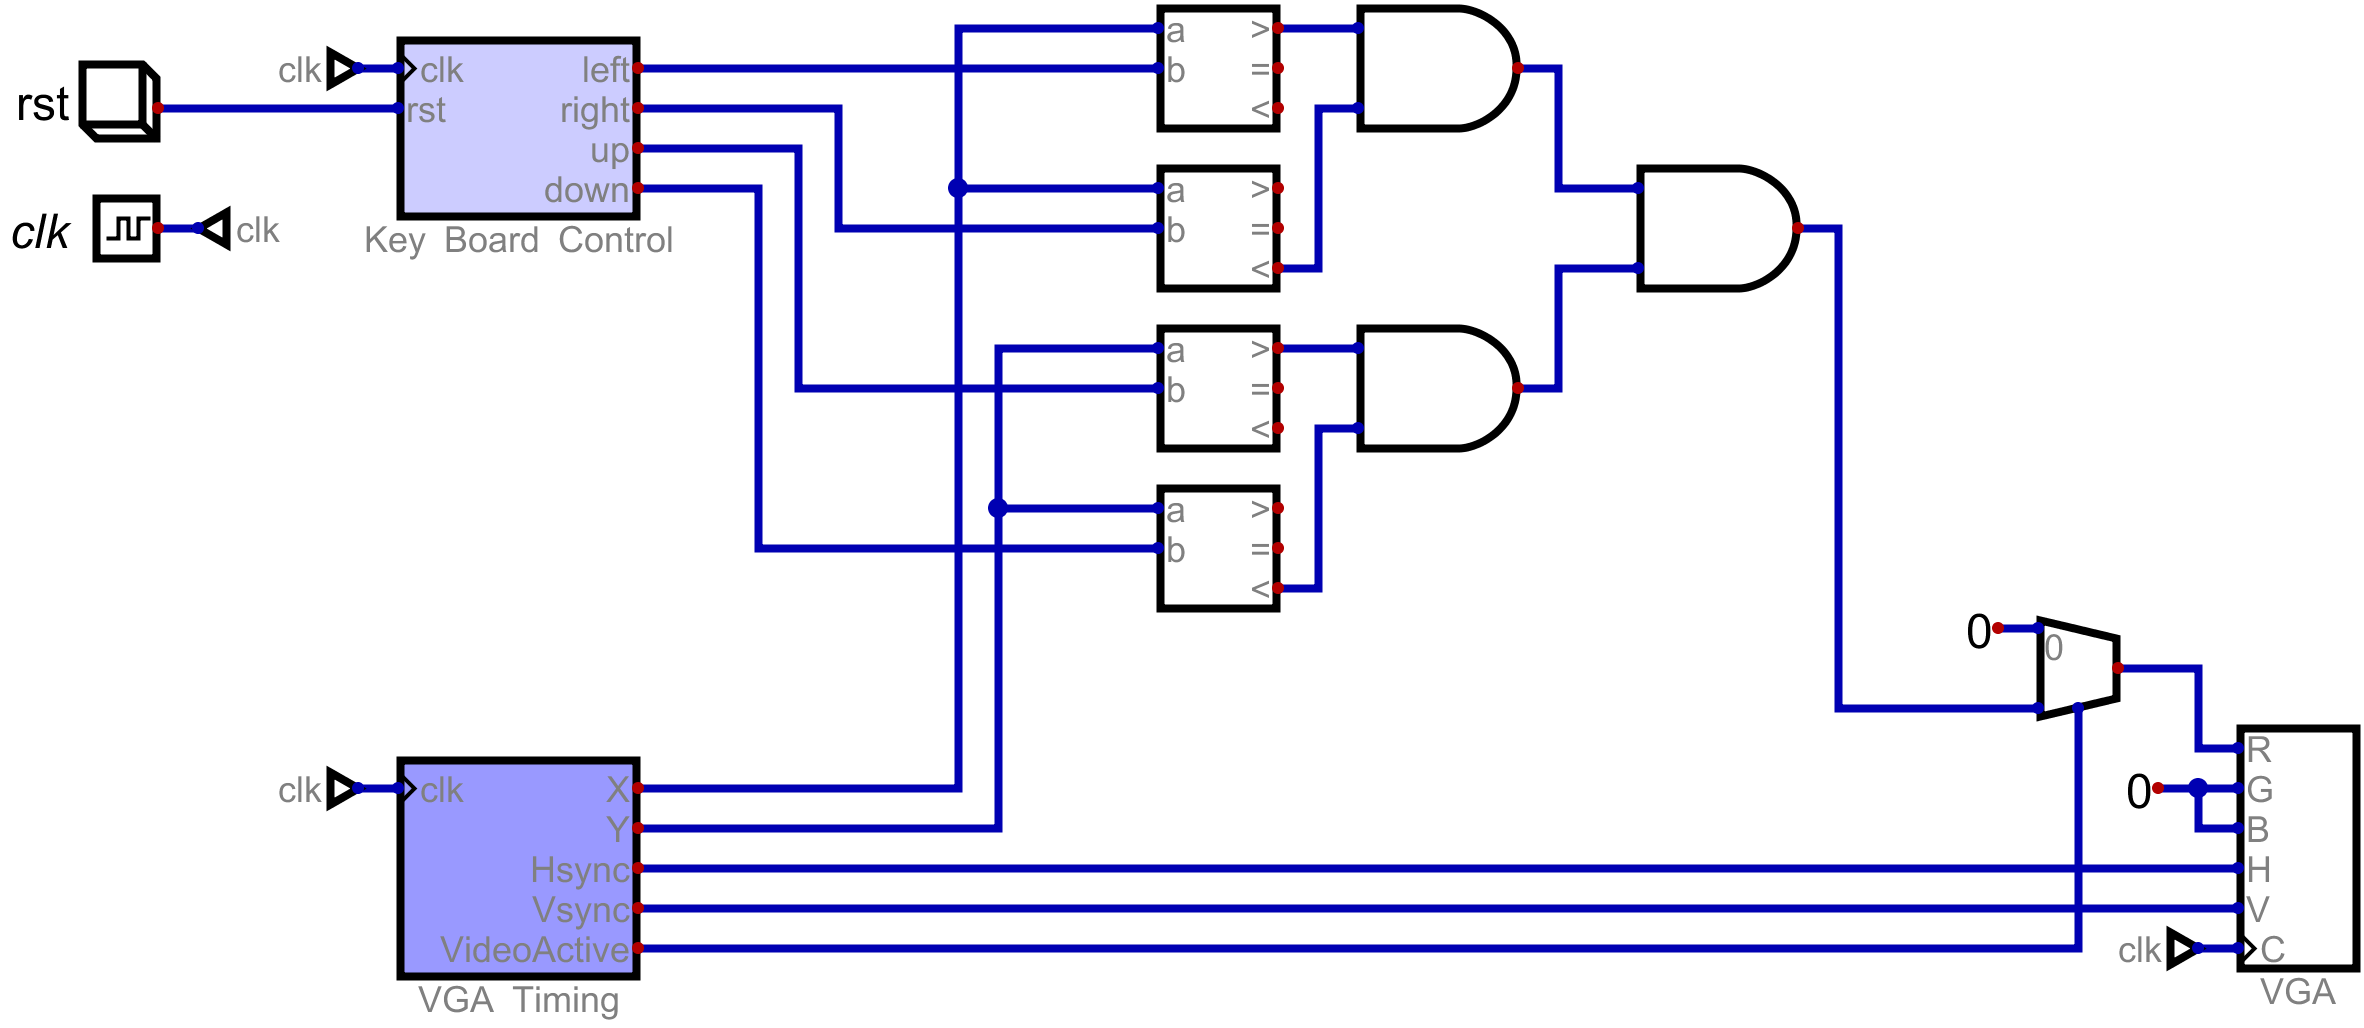 rst
clk
clk
clk
clk
rst
left
right
up
down
Key Board Control
a
b
>
=
<
a
b
>
=
<
a
b
>
=
<
a
b
>
=
<
clk
clk
X
Y
Hsync
Vsync
VideoActive
VGA Timing
0
0
0
R
G
B
H
V
clk
C
VGA